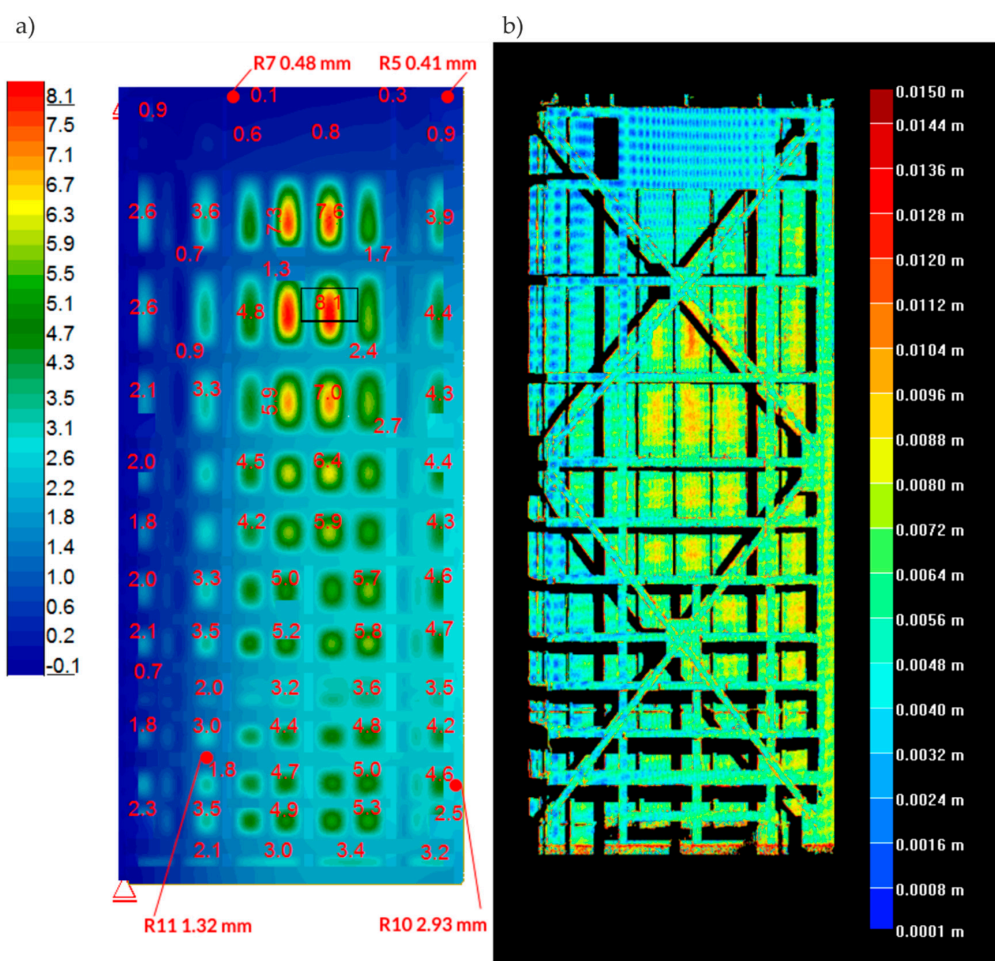 a)
b)
R7 0.48 mm
R5 0.41 mm
8.1
7.5
7.1
6.7
6.3
5.9
5.5
5.1
4.7
4.3
3.5
3.1
2.6
2.2
1.8
1.4
1.0
0.6
0.2
-0.1
0.9 0.1 0.3
0.6 0.8 0.9
2.6 3.6 7.3 7.6 3.9
0.7 1.7
1.3
2.6 4.8 8.1 4.4
0.9 2.4
2.1 3.3 5.9 7.0 4.3
2.7
2.0 4.5 6.4 4.4
1.8 4.2 5.9 4.3
2.0 3.3 5.0 5.7 4.6
2.1 3.5 5.2 5.8 4.7
0.7
2.0 3.2 3.6 3.5
1.8 3.0 4.4 4.8 4.2
1.8 4.7 5.0 4.6
2.3 3.5 4.9 5.3 2.5
2.1 3.0 3.4 3.2
R11 1.32 mm
R10 2.93 mm
0.0150 m
0.0144 m
0.0136 m
0.0128 m
0.0120 m
0.0112 m
0.0104 m
0.0096 m
0.0088 m
0.0080 m
0.0072 m
0.0064 m
0.0056 m
0.0048 m
0.0040 m
0.0032 m
0.0024 m
0.0016 m
0.0008 m
0.0001 m